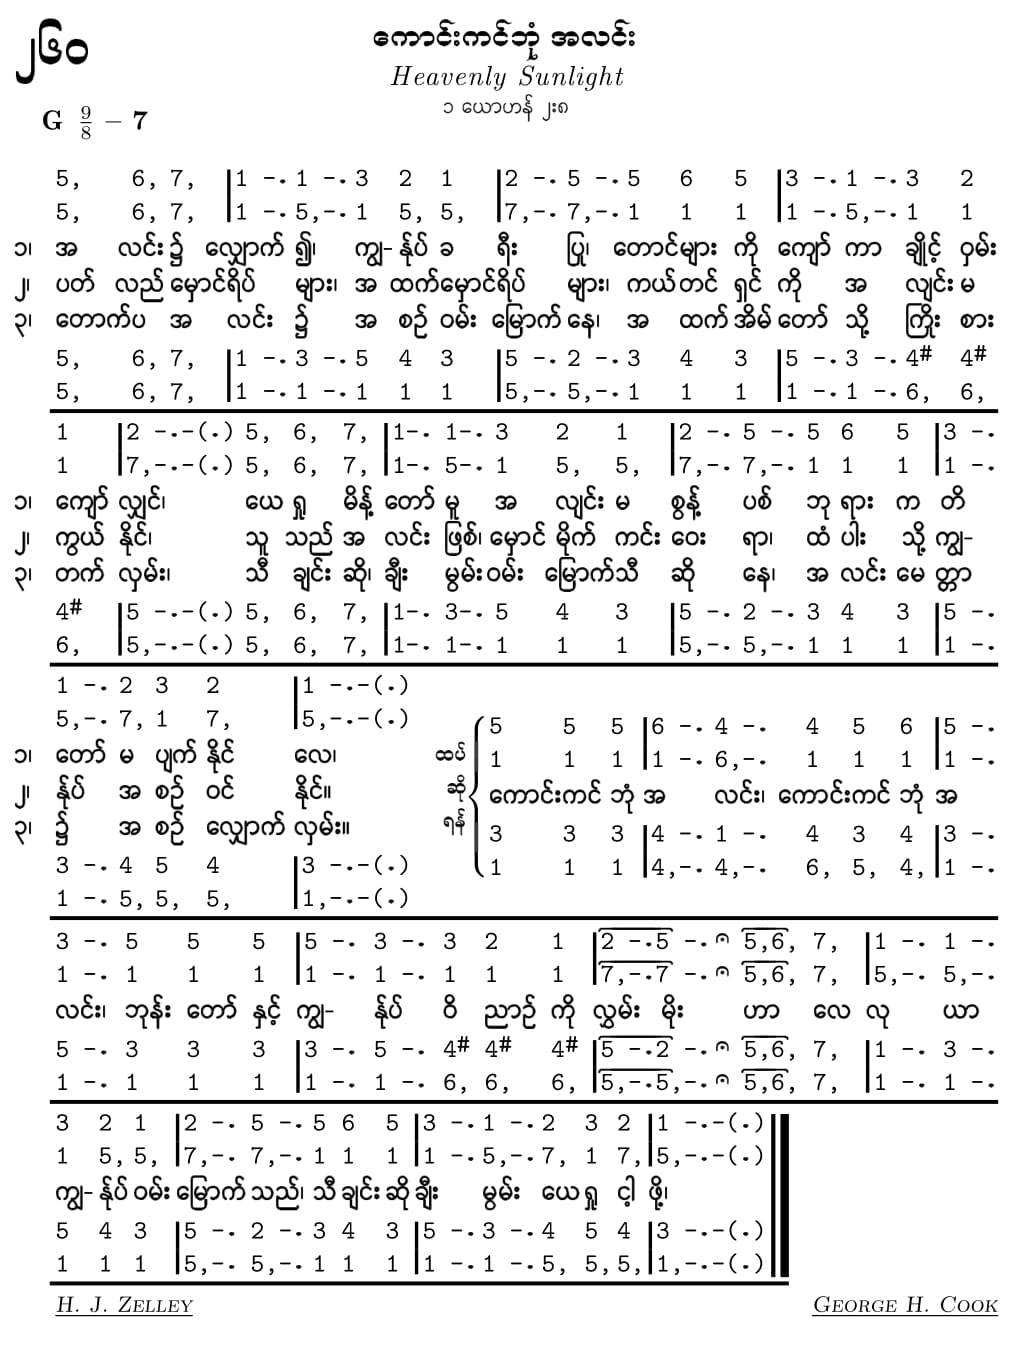 ၂၆၀
ကောင်းကင်ဘုံ အလင်း
Heavenly Sunlight
၁ ယောဟန် ၂း၈
G 9/8 – 7
5, 6, 7, |1 -. 1 -. 3 2 1 |2 -. 5 -. 5 6 5 |3 -. 1 -. 3 2
5, 6, 7, |1 -. 5,-. 1 5, 5, |7,-. 7,-. 1 1 1 |1 -. 5,-. 1 1
၁၊ အ လင်း ၌ လျှောက် ၍၊ ကျွ- န်ုပ် ခ ရီး ပြု၊ တောင်များ ကို ကျော် ကာ ချိုင့် ဝှမ်း
၂၊ ပတ် လည် မှောင်ရိပ် များ၊ အ ထက်မှောင်ရိပ် များ၊ ကယ်တင် ရှင် ကို အ လျင်း မ
၃၊ တောက်ပ အ လင်း ၌ အ စဉ် ဝမ်း မြောက် နေ၊ အ ထက် အိမ် တော် သို့ ကြိုး စား
5, 6, 7, |1 -. 3 -. 5 4 3 |5 -. 2 -. 3 4 3 |5 -. 3 -. 4# 4#
5, 6, 7, |1 -. 1 -. 1 1 1 |5,-. 5,-. 1 1 1 |1 -. 1 -. 6, 6,
1 |2 -.-(.) 5, 6, 7, |1-. 1-. 3 2 1 |2 -. 5 -. 5 6 5 |3 -.
1 |7,-.-(.) 5, 6, 7, |1-. 5-. 1 5, 5, |7,-. 7,-. 1 1 1 |1 -.
၁၊ ကျော် လျှင်၊ ယေ ရှု မိန့် တော် မူ အ လျင်း မ စွန့် ပစ် ဘု ရား က တိ
၂၊ ကွယ် နိုင်၊ သူ သည် အ လင်း ဖြစ်၊ မှောင် မိုက် ကင်း ဝေး ရာ၊ ထံ ပါး သို့ ကျွ-
၃၊ တက် လှမ်း၊ သီ ချင်း ဆို၊ ချီး မွမ်း ဝမ်း မြောက်သီ ဆို နေ၊ အ လင်း မေ တ္တာ
4# |5 -.-(.) 5, 6, 7, |1-. 3-. 5 4 3 |5 -. 2 -. 3 4 3 |5 -.
6, |5,-.-(.) 5, 6, 7, |1-. 1-. 1 1 1 |5,-. 5,-. 1 1 1 |1 -.
1 -. 2 3 2 |1 -.-(.)
5,-. 7, 1 7, |5,-.-(.)
၁၊ တော် မ ပျက် နိုင် လေ၊
၂၊ န်ုပ် အ စဉ် ဝင် နိုင်။
၃၊ ၌ အ စဉ် လျှောက် လှမ်း။
3 -. 4 5 4 |3 -.-(.)
1 -. 5, 5, 5, |1,-.-(.)
ထပ်
ဆို
ရန်
5 5 5 |6 -. 4 -. 4 5 6 |5 -.
1 1 1 |1 -. 6,-. 1 1 1 |1 -.
ကောင်းကင် ဘုံ အ လင်း၊ ကောင်းကင် ဘုံ အ
3 3 3 |4 -. 1 -. 4 3 4 |3 -.
1 1 1 |4,-. 4,-. 6, 5, 4, |1 -.
3 -. 5 5 5 |5 -. 3 -. 3 2 1 |2 -.5 -. 𝄐 5,6, 7, |1 -. 1 -.
1 -. 1 1 1 |1 -. 1 -. 1 1 1 |7,-.7 -. 𝄐 5,6, 7, |5,-. 5,-.
လင်း၊ ဘုန်း တော် နှင့် ကျွ- န်ုပ် ဝိ ညာဉ် ကို လွှမ်း မိုး ဟာ လေ လု ယာ
5 -. 3 3 3 |3 -. 5 -. 4# 4# 4# |5 -.2 -. 𝄐 5,6, 7, |1 -. 3 -.
1 -. 1 1 1 |1 -. 1 -. 6, 6, 6, |5,-.5,-. 𝄐 5,6, 7, |1 -. 1 -.
3 2 1 |2 -. 5 -. 5 6 5 |3 -. 1 -. 2 3 2 |1 -.-(.)
1 5, 5, |7,-. 7,-. 1 1 1 |1 -. 5,-. 7, 1 7, |5,-.-(.)
ကျွ- န်ုပ် ဝမ်း မြောက် သည်၊ သီ ချင်း ဆို ချီး မွမ်း ယေ ရှု င့ါ ဖို့၊
5 4 3 |5 -. 2 -. 3 4 3 |5 -. 3 -. 4 5 4 |3 -.-(.)
1 1 1 |5,-. 5,-. 1 1 1 |1 -. 1 -. 5, 5, 5, |1,-.-(.)
H. J. ZELLEY
GEORGE H. COOK